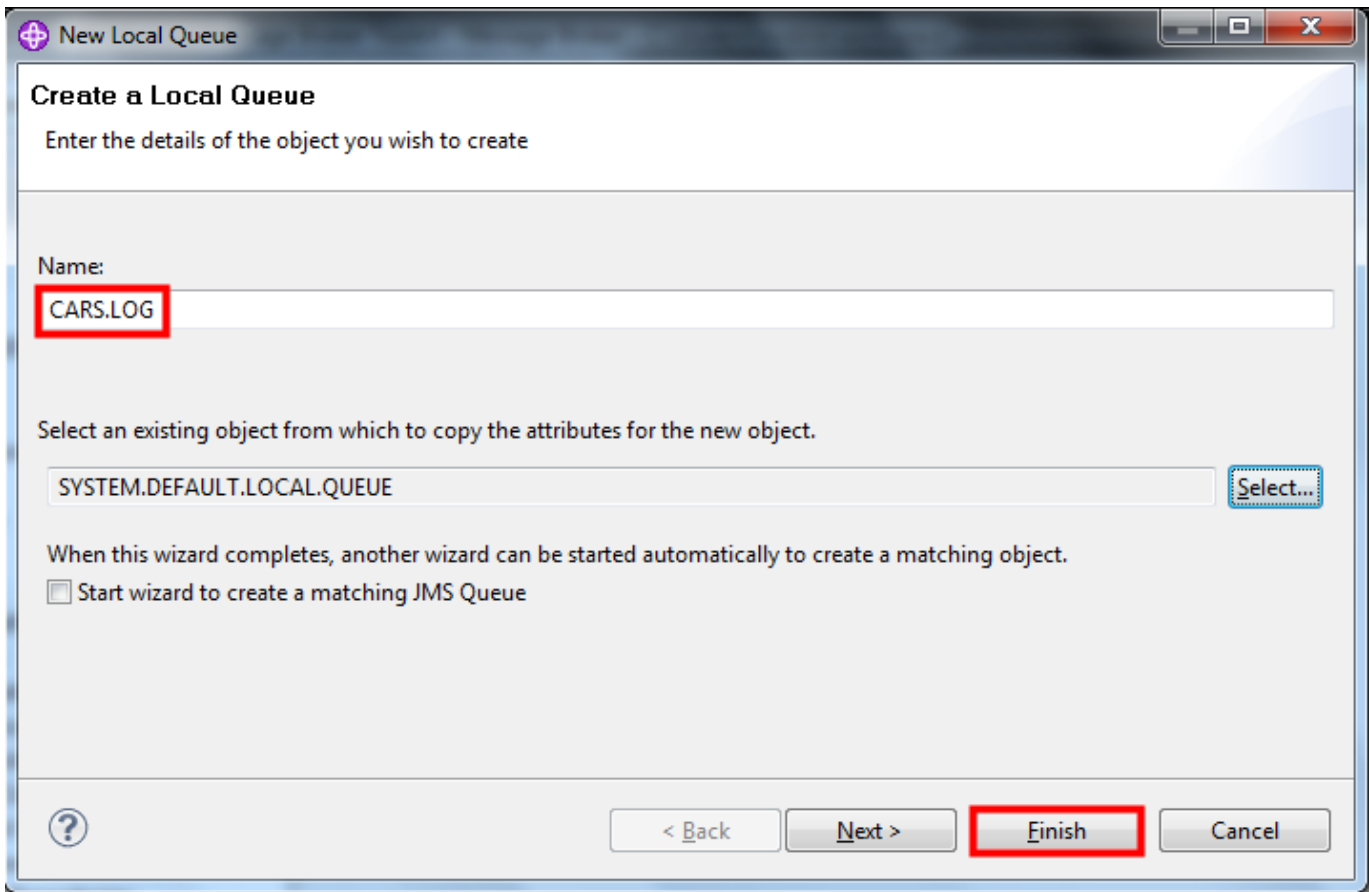 New Local Queue
Create a Local Queue
Enter the details of the object you wish to create
Name:
CARS.LOG
Select an existing object from which to copy the attributes for the new object.
SYSTEM.DEFAULT.LOCAL.QUEUE
Select...
When this wizard completes, another wizard can be started automatically to create a matching object.
Start wizard to create a matching JMS Queue
? < Back Next > Finish Cancel